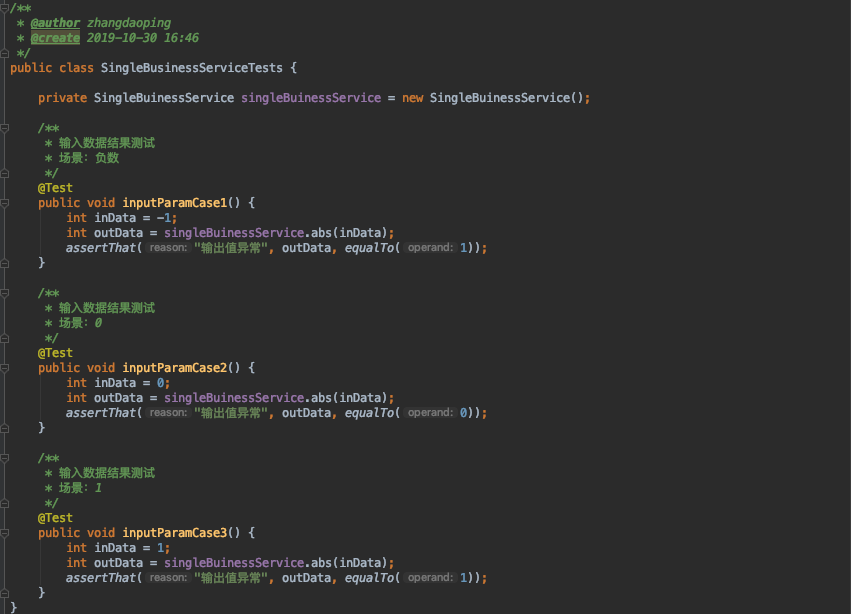 /**
 * @author zhangdaoping
 * @create 2019-10-30 16:46
 */
public class SingleBusinessServiceTests {

    private SingleBuinessService singleBuinessService = new SingleBuinessService();

    /**
     * 输入数据结果测试
     * 场景: 负数
     */
    @Test
    public void inputParamCase1() {
        int inData = -1;
        int outData = singleBuinessService.abs(inData);
        assertThat( reason: "输出值异常", outData, equalTo( operand: 1));
    }

    /**
     * 输入数据结果测试
     * 场景: 0
     */
    @Test
    public void inputParamCase2() {
        int inData = 0;
        int outData = singleBuinessService.abs(inData);
        assertThat( reason: "输出值异常", outData, equalTo( operand: 0));
    }

    /**
     * 输入数据结果测试
     * 场景: 1
     */
    @Test
    public void inputParamCase3() {
        int inData = 1;
        int outData = singleBuinessService.abs(inData);
        assertThat( reason: "输出值异常", outData, equalTo( operand: 1));
    }
}